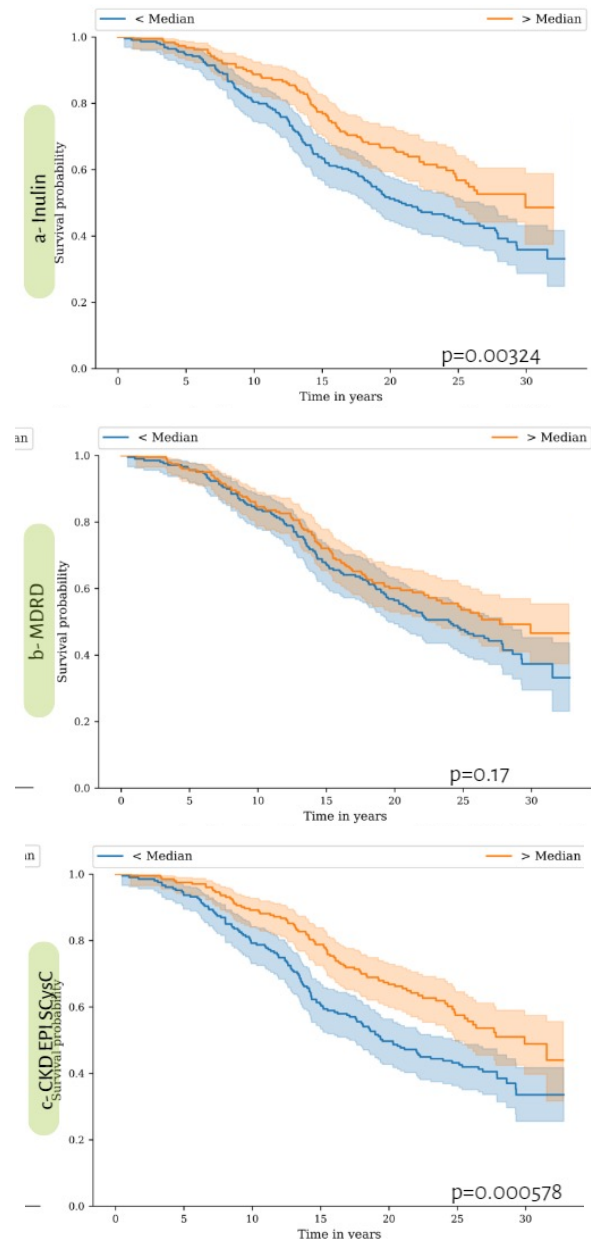 < Median > Median
1.0
0.8
0.6
0.4
0.2
0.0
a- Inulin
Survival probability
p=0.00324
0 5 10 15 20 25 30
Time in years
an
< Median > Median
1.0
0.8
0.6
0.4
0.2
0.0
b- MDRD
Survival probability
p=0.17
0 5 10 15 20 25 30
Time in years
an
< Median > Median
1.0
0.8
0.6
0.4
0.2
0.0
c- CKD EPI SCysC
Survival probability
p=0.000578
0 5 10 15 20 25 30
Time in years